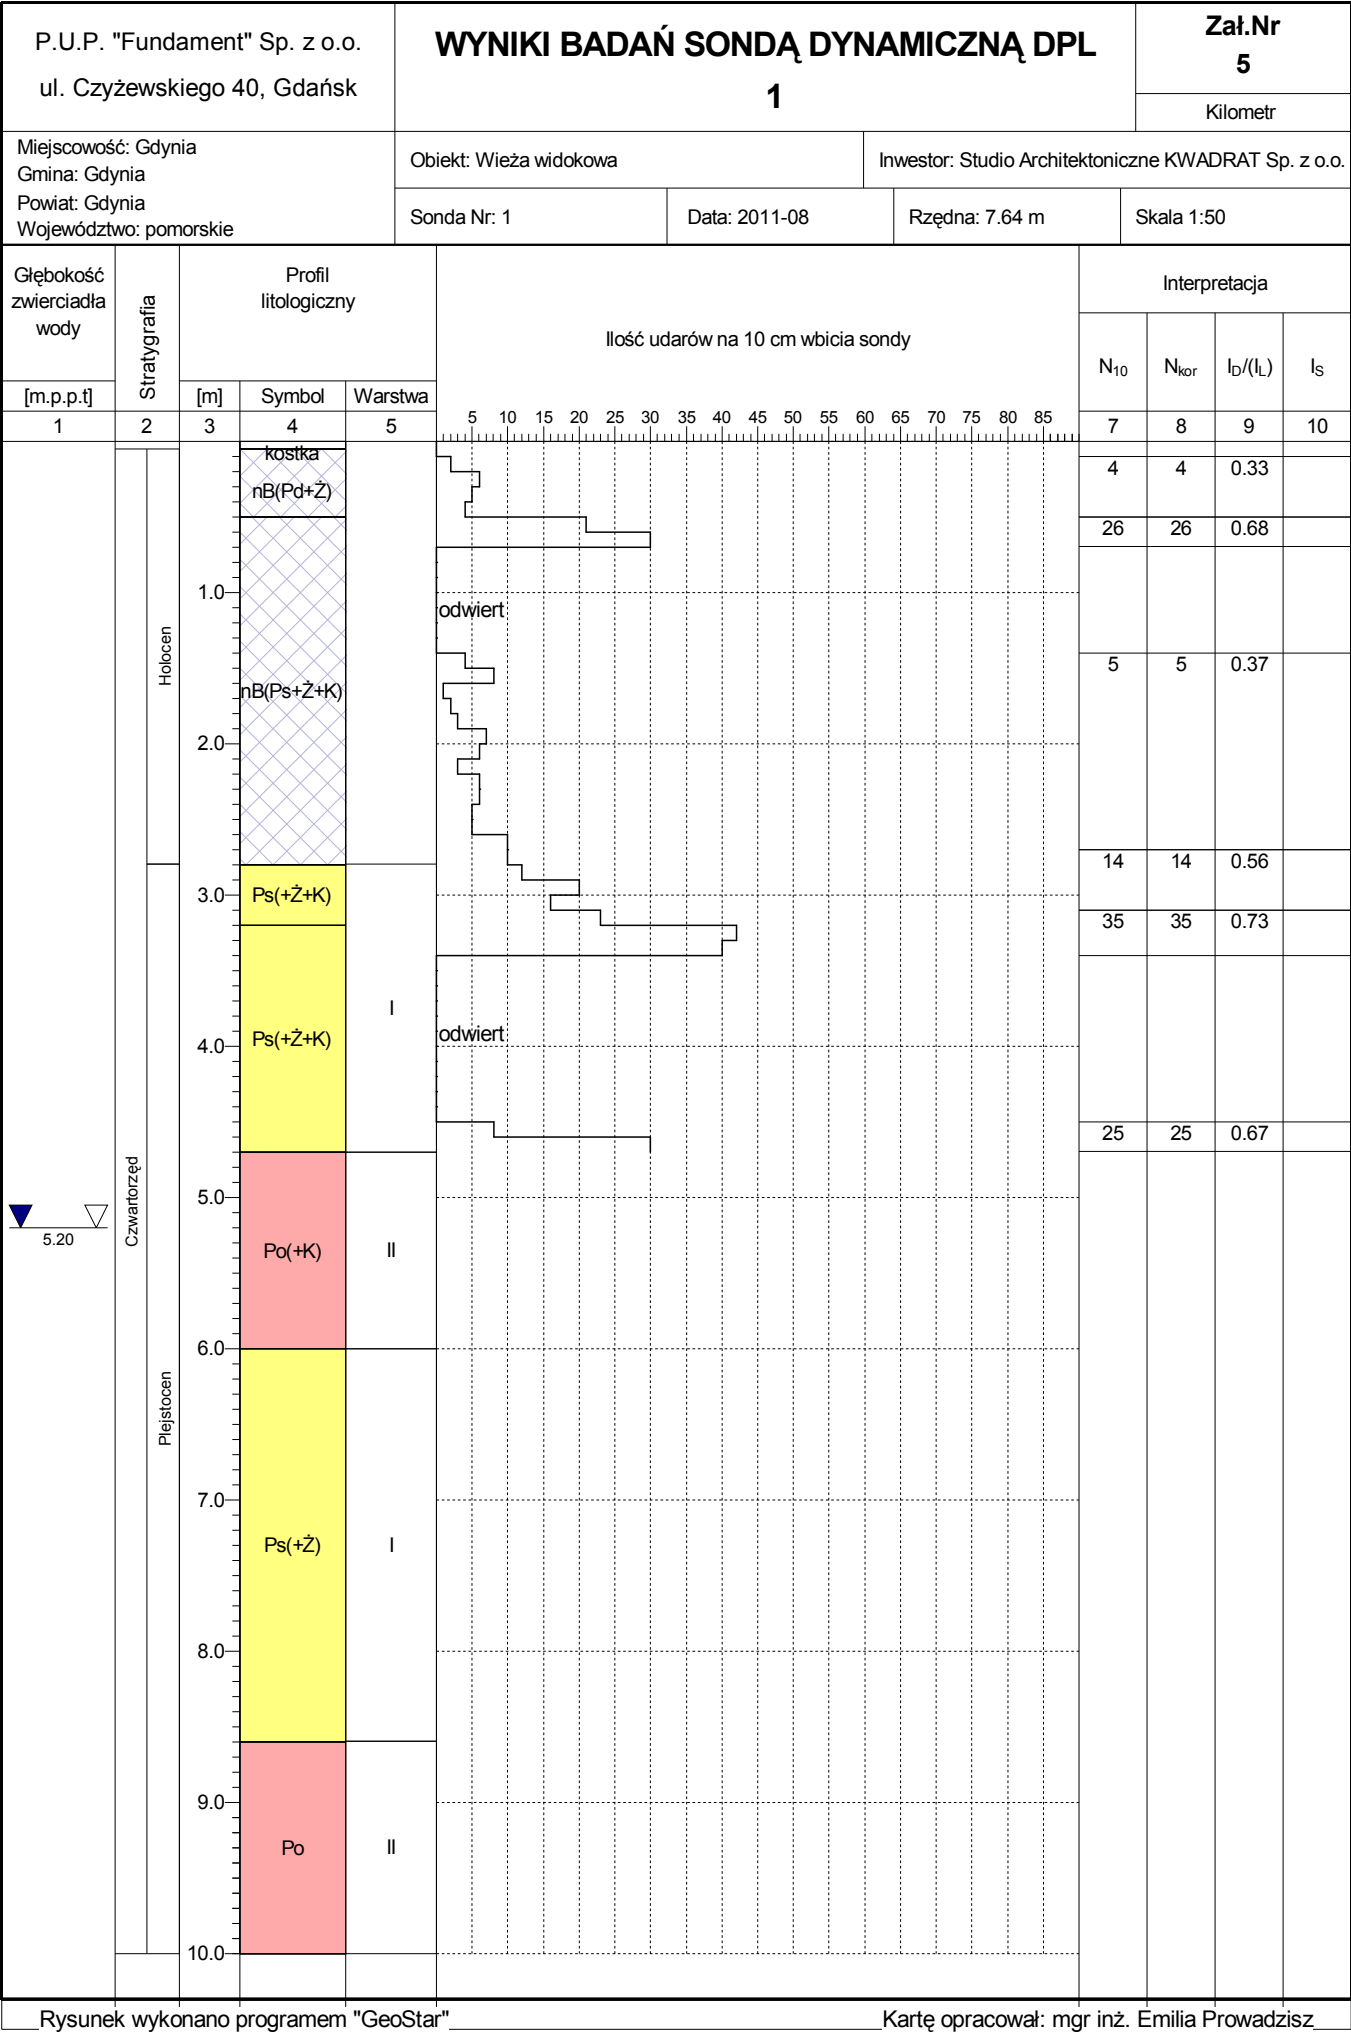 P.U.P. "Fundament" Sp. z o.o.
ul. Czyżewskiego 40, Gdańsk
WYNIKI BADAŃ SONDĄ DYNAMICZNĄ DPL
1
Zał.Nr
5
Kilometr
Miejscowość: Gdynia
Gmina: Gdynia
Powiat: Gdynia
Województwo: pomorskie
Obiekt: Wieża widokowa
Inwestor: Studio Architektoniczne KWADRAT Sp. z o.o.
Sonda Nr: 1
Data: 2011-08
Rzędna: 7.64 m
Skala 1:50
Głębokość
zwierciadła
wody
[m.p.p.t]
Stratygrafia
Profil
litologiczny
[m]
Symbol
Warstwa
Ilość udarów na 10 cm wbicia sondy
Interpretacja
N10
Nkor
ID/(IL)
IS
5 10 15 20 25 30 35 40 45 50 55 60 65 70 75 80 85
1 2 3 4 5 7 8 9 10
kostka
nB(Pd+Ż)
4 4 0.33
26 26 0.68
1.0
odwiert
Holocen
nB(Ps+Ż+K)
5 5 0.37
2.0
14 14 0.56
3.0
Ps(+Ż+K)
35 35 0.73
I
Ps(+Ż+K)
odwiert
4.0
25 25 0.67
Czwartorzęd
5.0
5.20
Po(+K)
II
6.0
Plejstocen
7.0
Ps(+Ż)
I
8.0
9.0
Po
II
10.0
Rysunek wykonano programem "GeoStar"
Kartę opracował: mgr inż. Emilia Prowadzisz